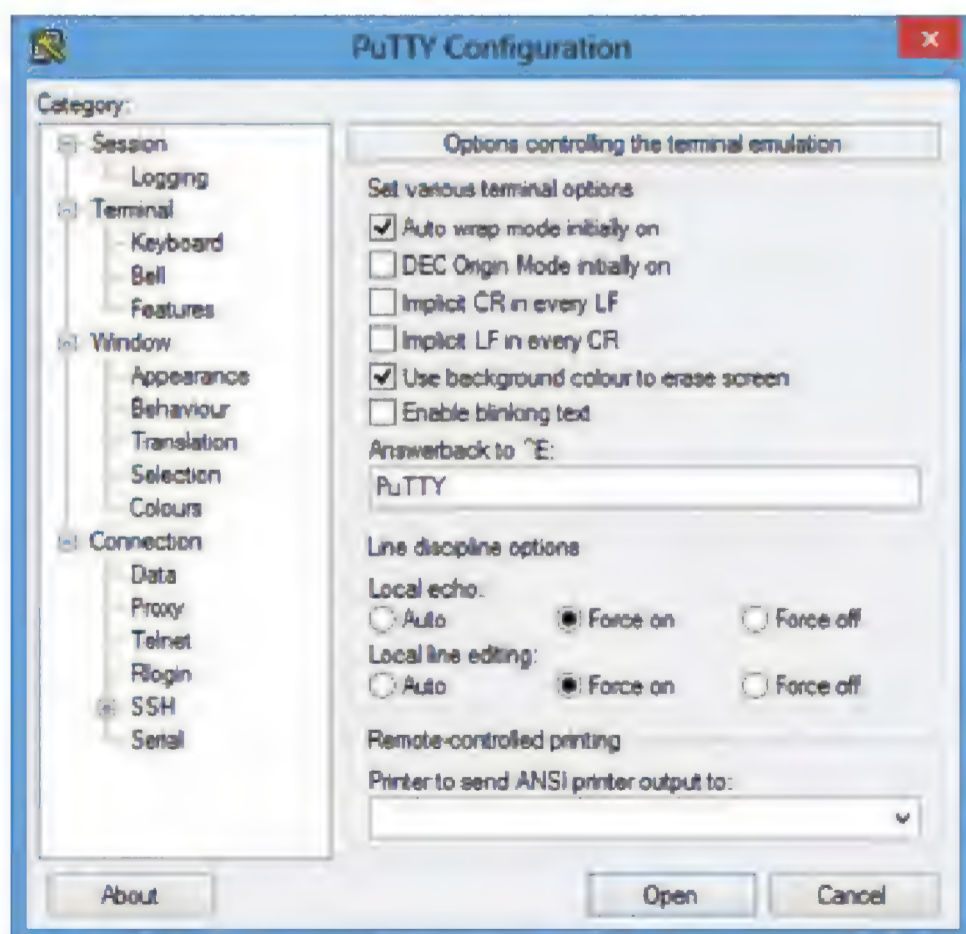 PuTTY Configuration
Category:
Session
Logging
Terminal
Keyboard
Bell
Features
Window
Appearance
Behaviour
Translation
Selection
Colours
Connection
Data
Proxy
Telnet
Rlogin
SSH
Serial
Options controlling the terminal emulation
Set various terminal options
Auto wrap mode initially on
DEC Origin Mode initially on
Implicit CR in every LF
Implicit LF in every CR
Use background colour to erase screen
Enable blinking text
Answerback to ^E:
PuTTY
Line discipline options
Local echo:
Auto Force on Force off
Local line editing:
Auto Force on Force off
Remote-controlled printing
Printer to send ANSI printer output to:
About Open Cancel